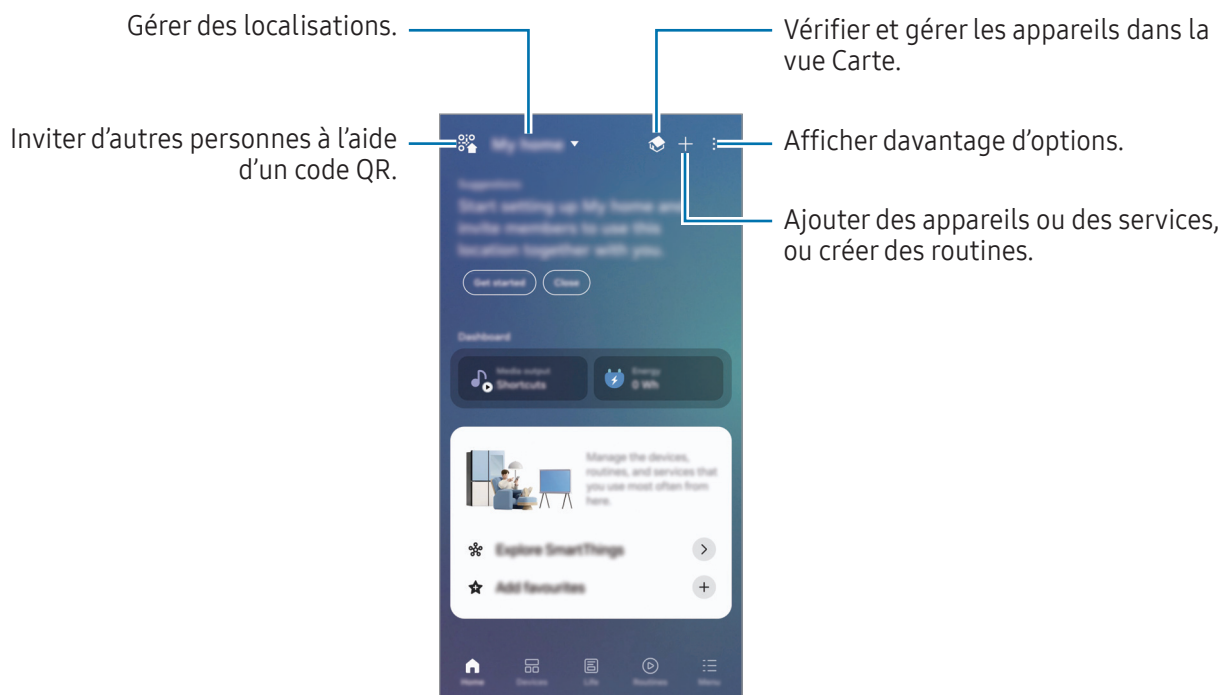 Gérer des localisations.
Vérifier et gérer les appareils dans la
vue Carte.
Inviter d'autres personnes à l'aide
d'un code QR.
Afficher davantage d'options.
Ajouter des appareils ou des services,
ou créer des routines.
My home
Suggestions
Start setting up My home and
invite members to use this
location together with you.
Get started
Close
Dashboard
Media output
Shortcuts
Energy
0 Wh
Manage the devices,
routines, and services that
you use most often from
here.
Explore SmartThings
Add favourites
Home
Devices
Life
Routines
Menu